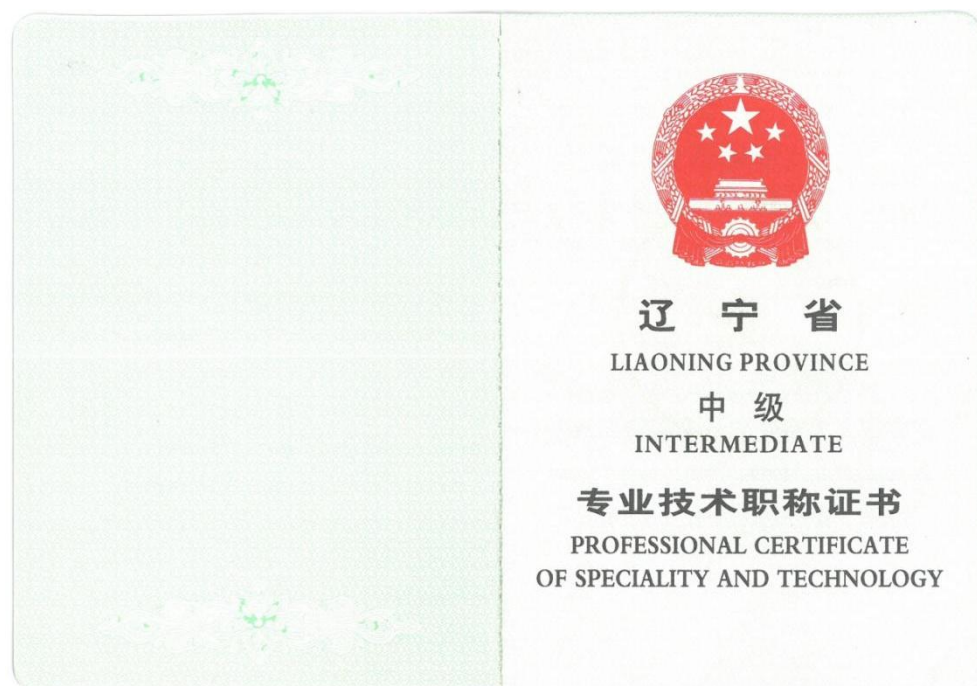 辽宁省
LIAONING PROVINCE
中级
INTERMEDIATE
专业技术职称证书
PROFESSIONAL CERTIFICATE
OF SPECIALITY AND TECHNOLOGY